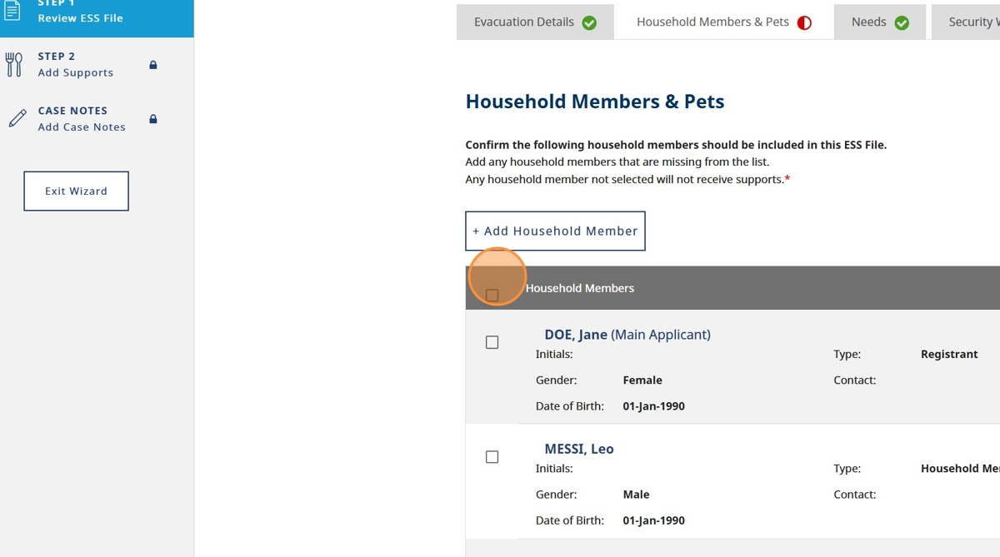 STEP 1
Review ESS File
STEP 2
Add Supports
CASE NOTES
Add Case Notes
Exit Wizard
Evacuation Details
Household Members & Pets
Needs
Security
Household Members & Pets
Confirm the following household members should be included in this ESS File.
Add any household members that are missing from the list.
Any household member not selected will not receive supports.*
+ Add Household Member
Household Members
DOE, Jane (Main Applicant)
Initials:
Type: Registrant
Gender: Female
Contact:
Date of Birth: 01-Jan-1990
MESSI, Leo
Initials:
Type: Household
Gender: Male
Contact:
Date of Birth: 01-Jan-1990